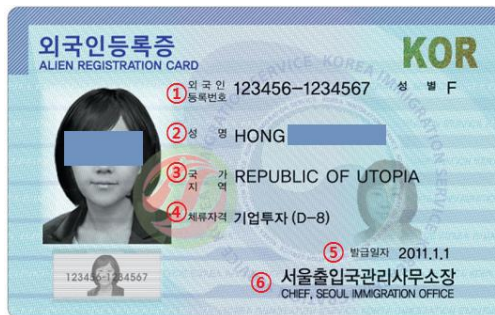 외국인등록증
ALIEN REGISTRATION CARD
KOR
① 외국인 등록번호 123456-1234567 성 별 F
② 성 명 HONG
③ 국 가 지 역 REPUBLIC OF UTOPIA
④ 체류자격 기업투자 (D-8)
⑤ 발급일자 2011.1.1
123456-1234567
⑥ 서울출입국관리사무소장
CHIEF, SEOUL IMMIGRATION OFFICE